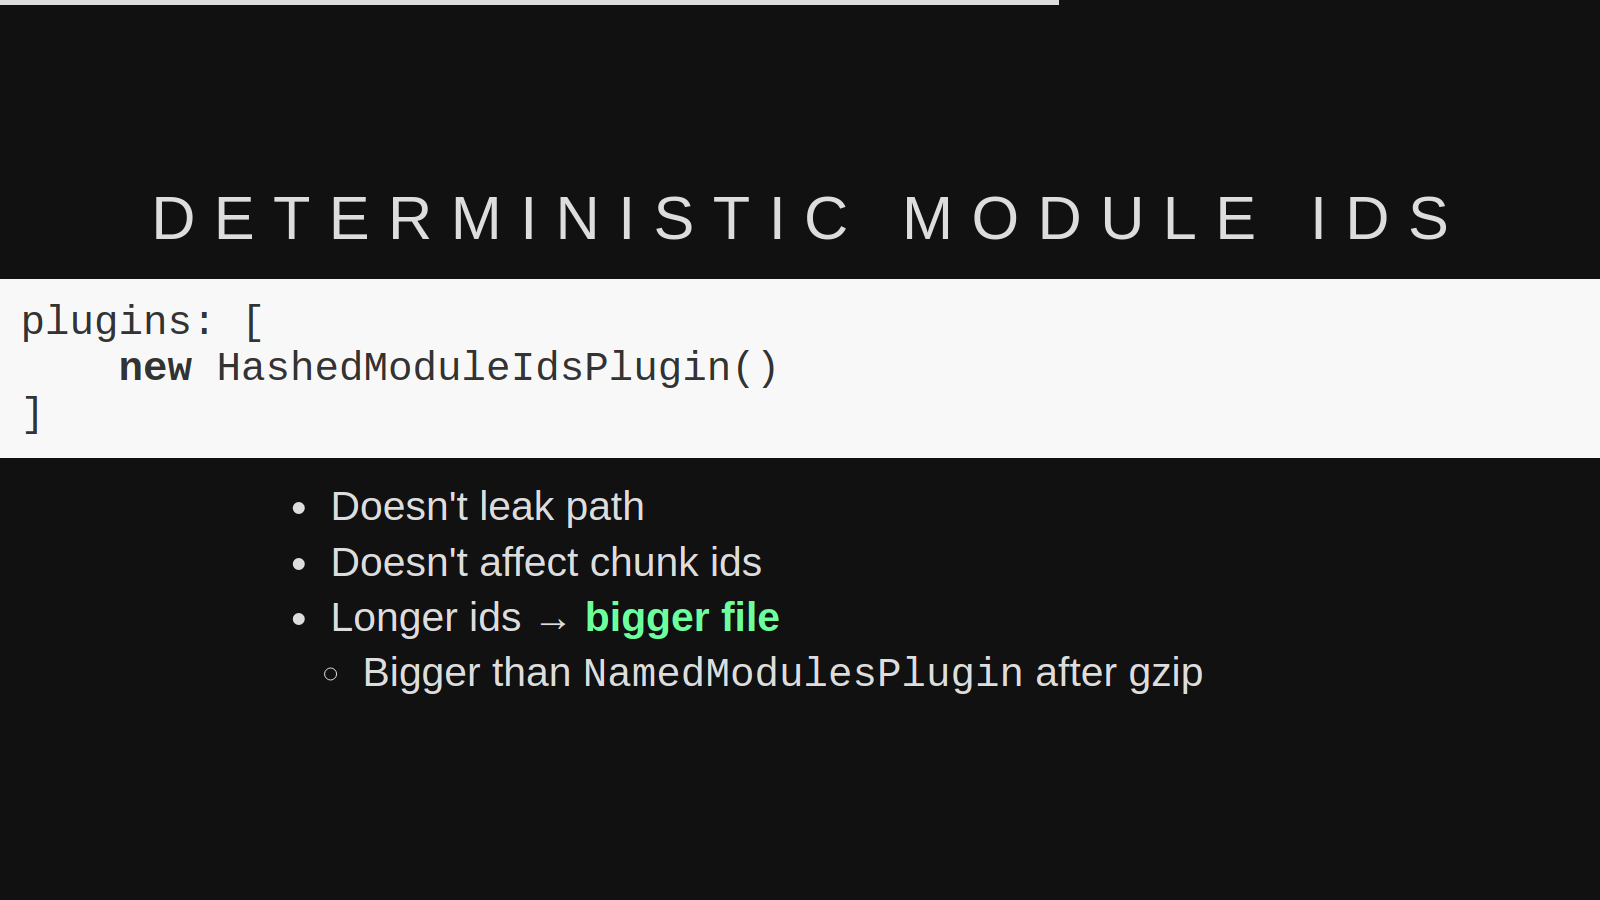 DETERMINISTIC MODULE IDS
plugins: [
    new HashedModuleIdsPlugin()
]
Doesn't leak path
Doesn't affect chunk ids
Longer ids → bigger file
Bigger than NamedModulesPlugin after gzip